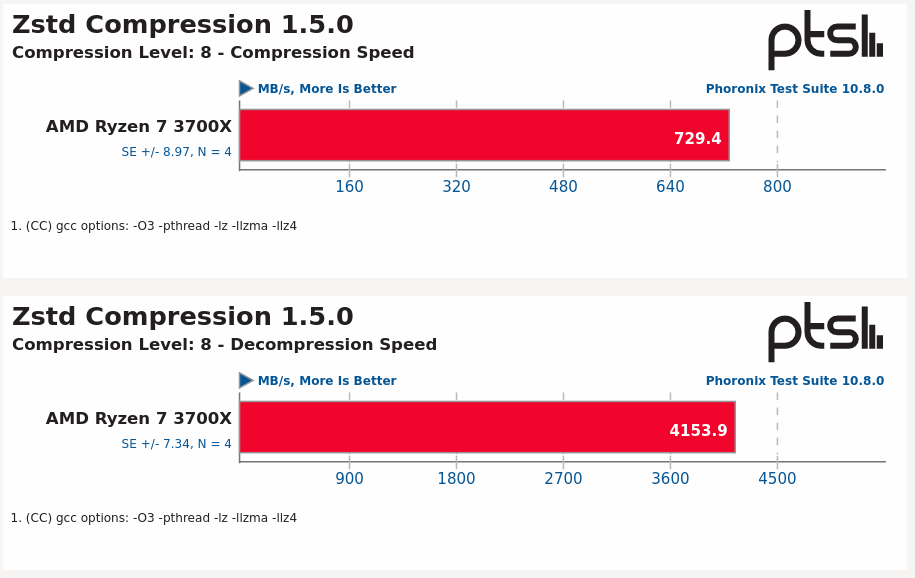 Zstd Compression 1.5.0
Compression Level: 8 - Compression Speed
pts
MB/s, More Is Better
Phoronix Test Suite 10.8.0
AMD Ryzen 7 3700X
SE +/- 8.97, N = 4
729.4
160 320 480 640 800
1. (CC) gcc options: -O3 -pthread -lz -llzma -llz4
Zstd Compression 1.5.0
Compression Level: 8 - Decompression Speed
pts
MB/s, More Is Better
Phoronix Test Suite 10.8.0
AMD Ryzen 7 3700X
SE +/- 7.34, N = 4
4153.9
900 1800 2700 3600 4500
1. (CC) gcc options: -O3 -pthread -lz -llzma -llz4